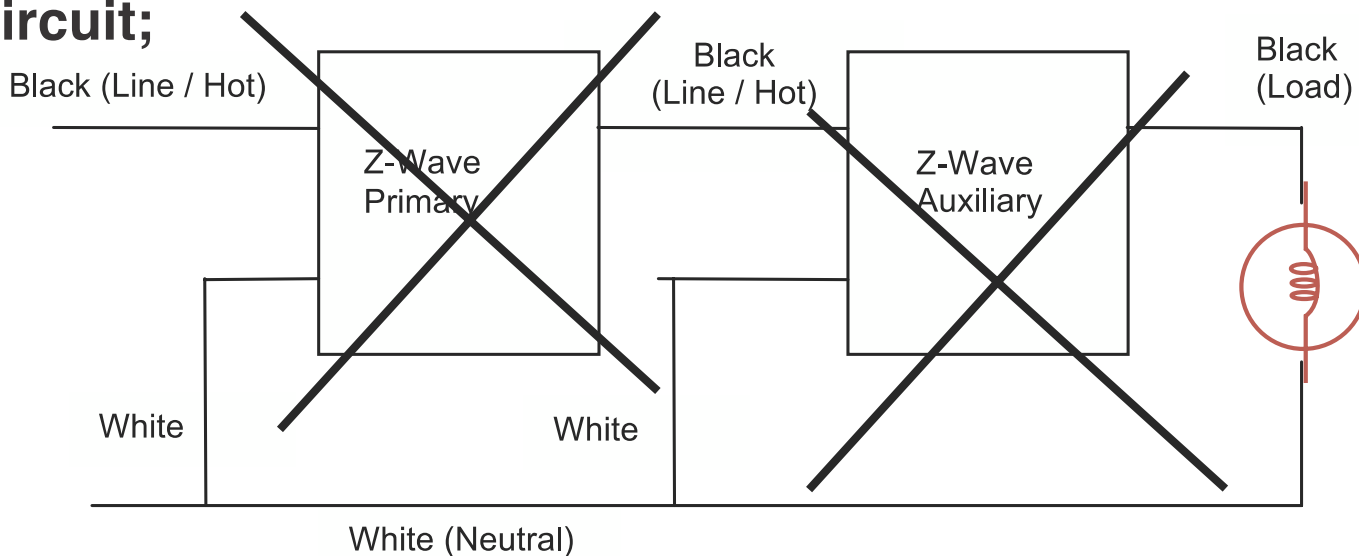 ircuit;
Black (Line / Hot)
Black
(Line / Hot)
Black
(Load)
Z-Wave
Primary
Z-Wave
Auxiliary
White
White
White (Neutral)